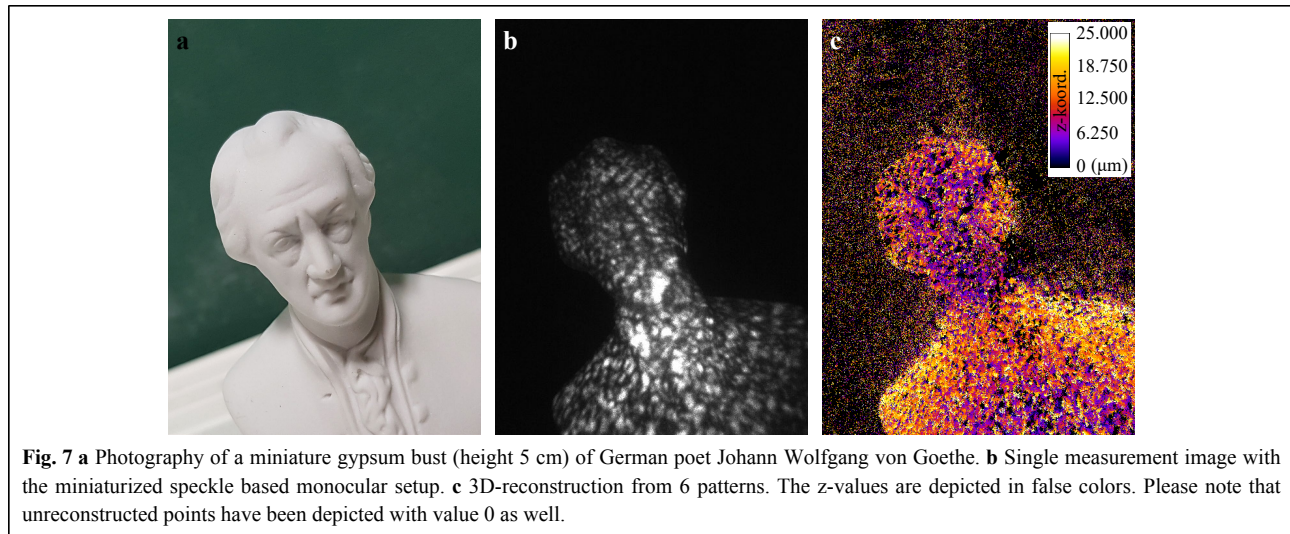 a
b
c
25.000
18.750
12.500
6.250
0 (µm)
z-koord.
Fig. 7 a Photography of a miniature gypsum bust (height 5 cm) of German poet Johann Wolfgang von Goethe. b Single measurement image with
the miniaturized speckle based monocular setup. c 3D-reconstruction from 6 patterns. The z-values are depicted in false colors. Please note that
unreconstructed points have been depicted with value 0 as well.